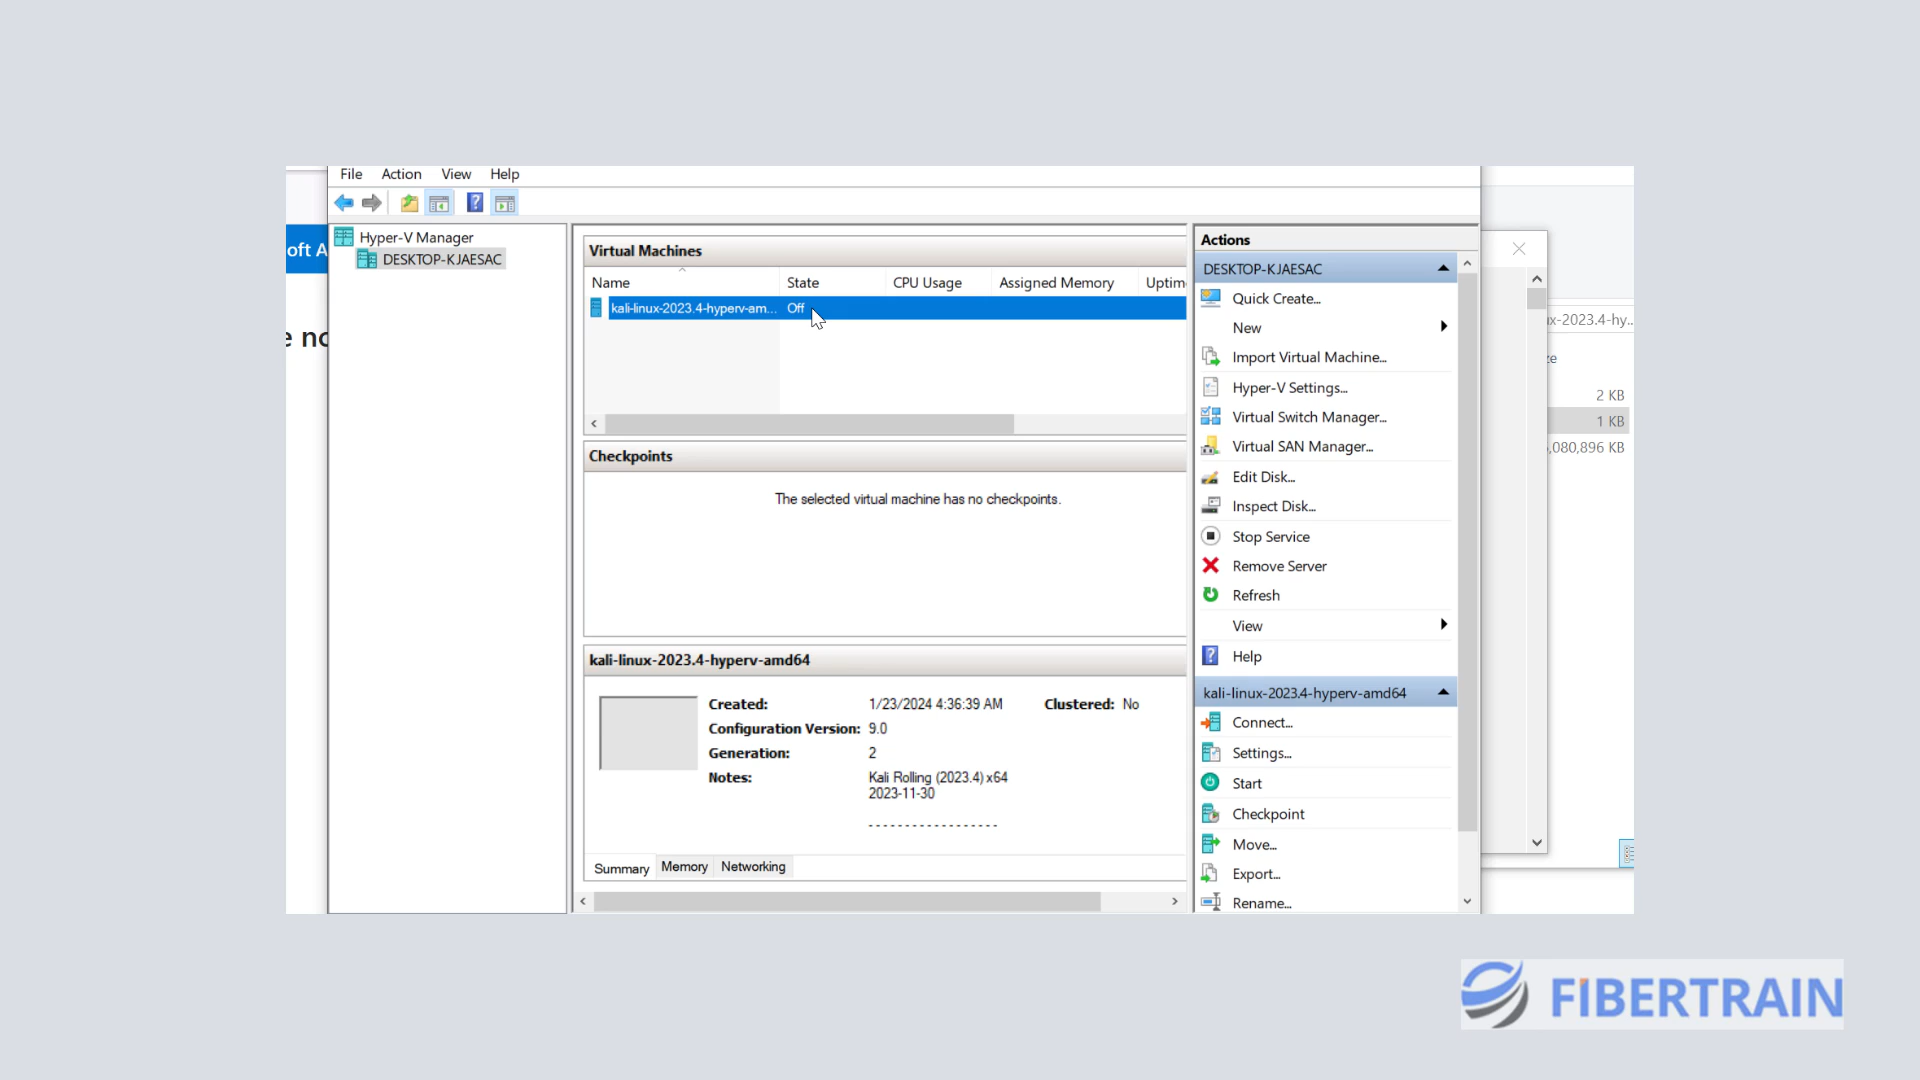 File Action View Help
Hyper-V Manager
DESKTOP-KJAESAC
oft A
e no
Virtual Machines
Name State CPU Usage Assigned Memory Uptim
kali-linux-2023.4-hyperv-am... Off
Checkpoints
The selected virtual machine has no checkpoints.
kali-linux-2023.4-hyperv-amd64
Created: 1/23/2024 4:36:39 AM Clustered: No
Configuration Version: 9.0
Generation: 2
Notes: Kali Rolling (2023.4) x64
2023-11-30
------------------
Summary Memory Networking
Actions
DESKTOP-KJAESAC
Quick Create...
New
Import Virtual Machine...
Hyper-V Settings...
Virtual Switch Manager...
Virtual SAN Manager...
Edit Disk...
Inspect Disk...
Stop Service
Remove Server
Refresh
View
Help
kali-linux-2023.4-hyperv-amd64
Connect...
Settings...
Start
Checkpoint
Move...
Export...
Rename...
x-2023.4-hy...
ze
2 KB
1 KB
,080,896 KB
FIBERTRAIN